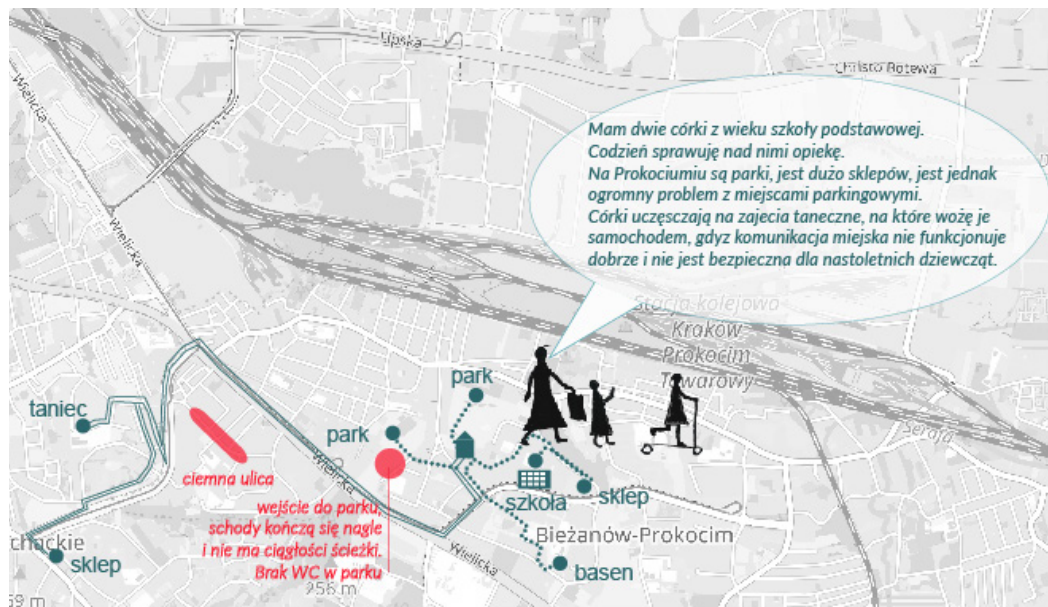 Lipska
Christo Botewa
Wielicka
Mam dwie córki z wieku szkoły podstawowej.
Codzień sprawuję nad nimi opiekę.
Na Prokociumiu są parki, jest dużo sklepów, jest jednak
ogromny problem z miejscami parkingowymi.
Córki uczęsczają na zajecia taneczne, na które wożę je
samochodem, gdyz komunikacja miejska nie funkcjonuje
dobrze i nie jest bezpieczna dla nastoletnich dziewcząt.
Wielicka
Stacja kolejowa
Kraków
Prokocim
Towarowy
park
taniec
park
Serafa
ciemna ulica
Wielicka
szkoła
sklep
wejście do parku,
schody kończą się nagle
i nie ma ciągłości ścieżki.
Brak WC w parku
Bieżanów-Prokocim
Wielicka
chackie
sklep
basen
256 m
59 m